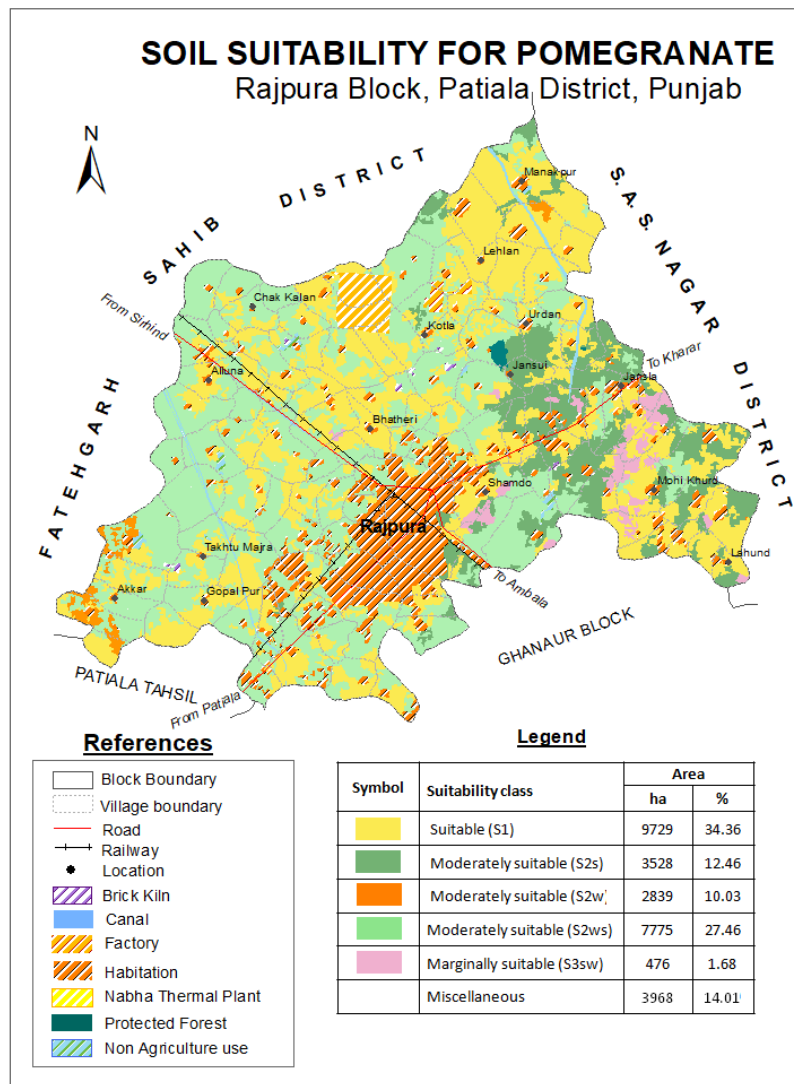 SOIL SUITABILITY FOR POMEGRANATE
Rajpura Block, Patiala District, Punjab
N
SAHIB DISTRICT
S.A.S. NAGAR DISTRICT
FATEHGARH
Manakpur
Lehlan
Chak Kalan
From Sirhind
Kotla
Urdan
To Kharar
Alluna
Jansui
Jansla
Bhatheri
Shamdo
Mohi Khurd
Rajpura
Takhtu Majra
Lahund
To Ambala
Akkar
Gopal Pur
GHANAUR BLOCK
PATIALA TAHSIL
From Patiala
References
Block Boundary
Village boundary
Road
Railway
Location
Brick Kiln
Canal
Factory
Habitation
Nabha Thermal Plant
Protected Forest
Non Agriculture use
Legend
Symbol Suitability class Area
ha %
Suitable (S1) 9729 34.36
Moderately suitable (S2s) 3528 12.46
Moderately suitable (S2w) 2839 10.03
Moderately suitable (S2ws) 7775 27.46
Marginally suitable (S3sw) 476 1.68
Miscellaneous 3968 14.01